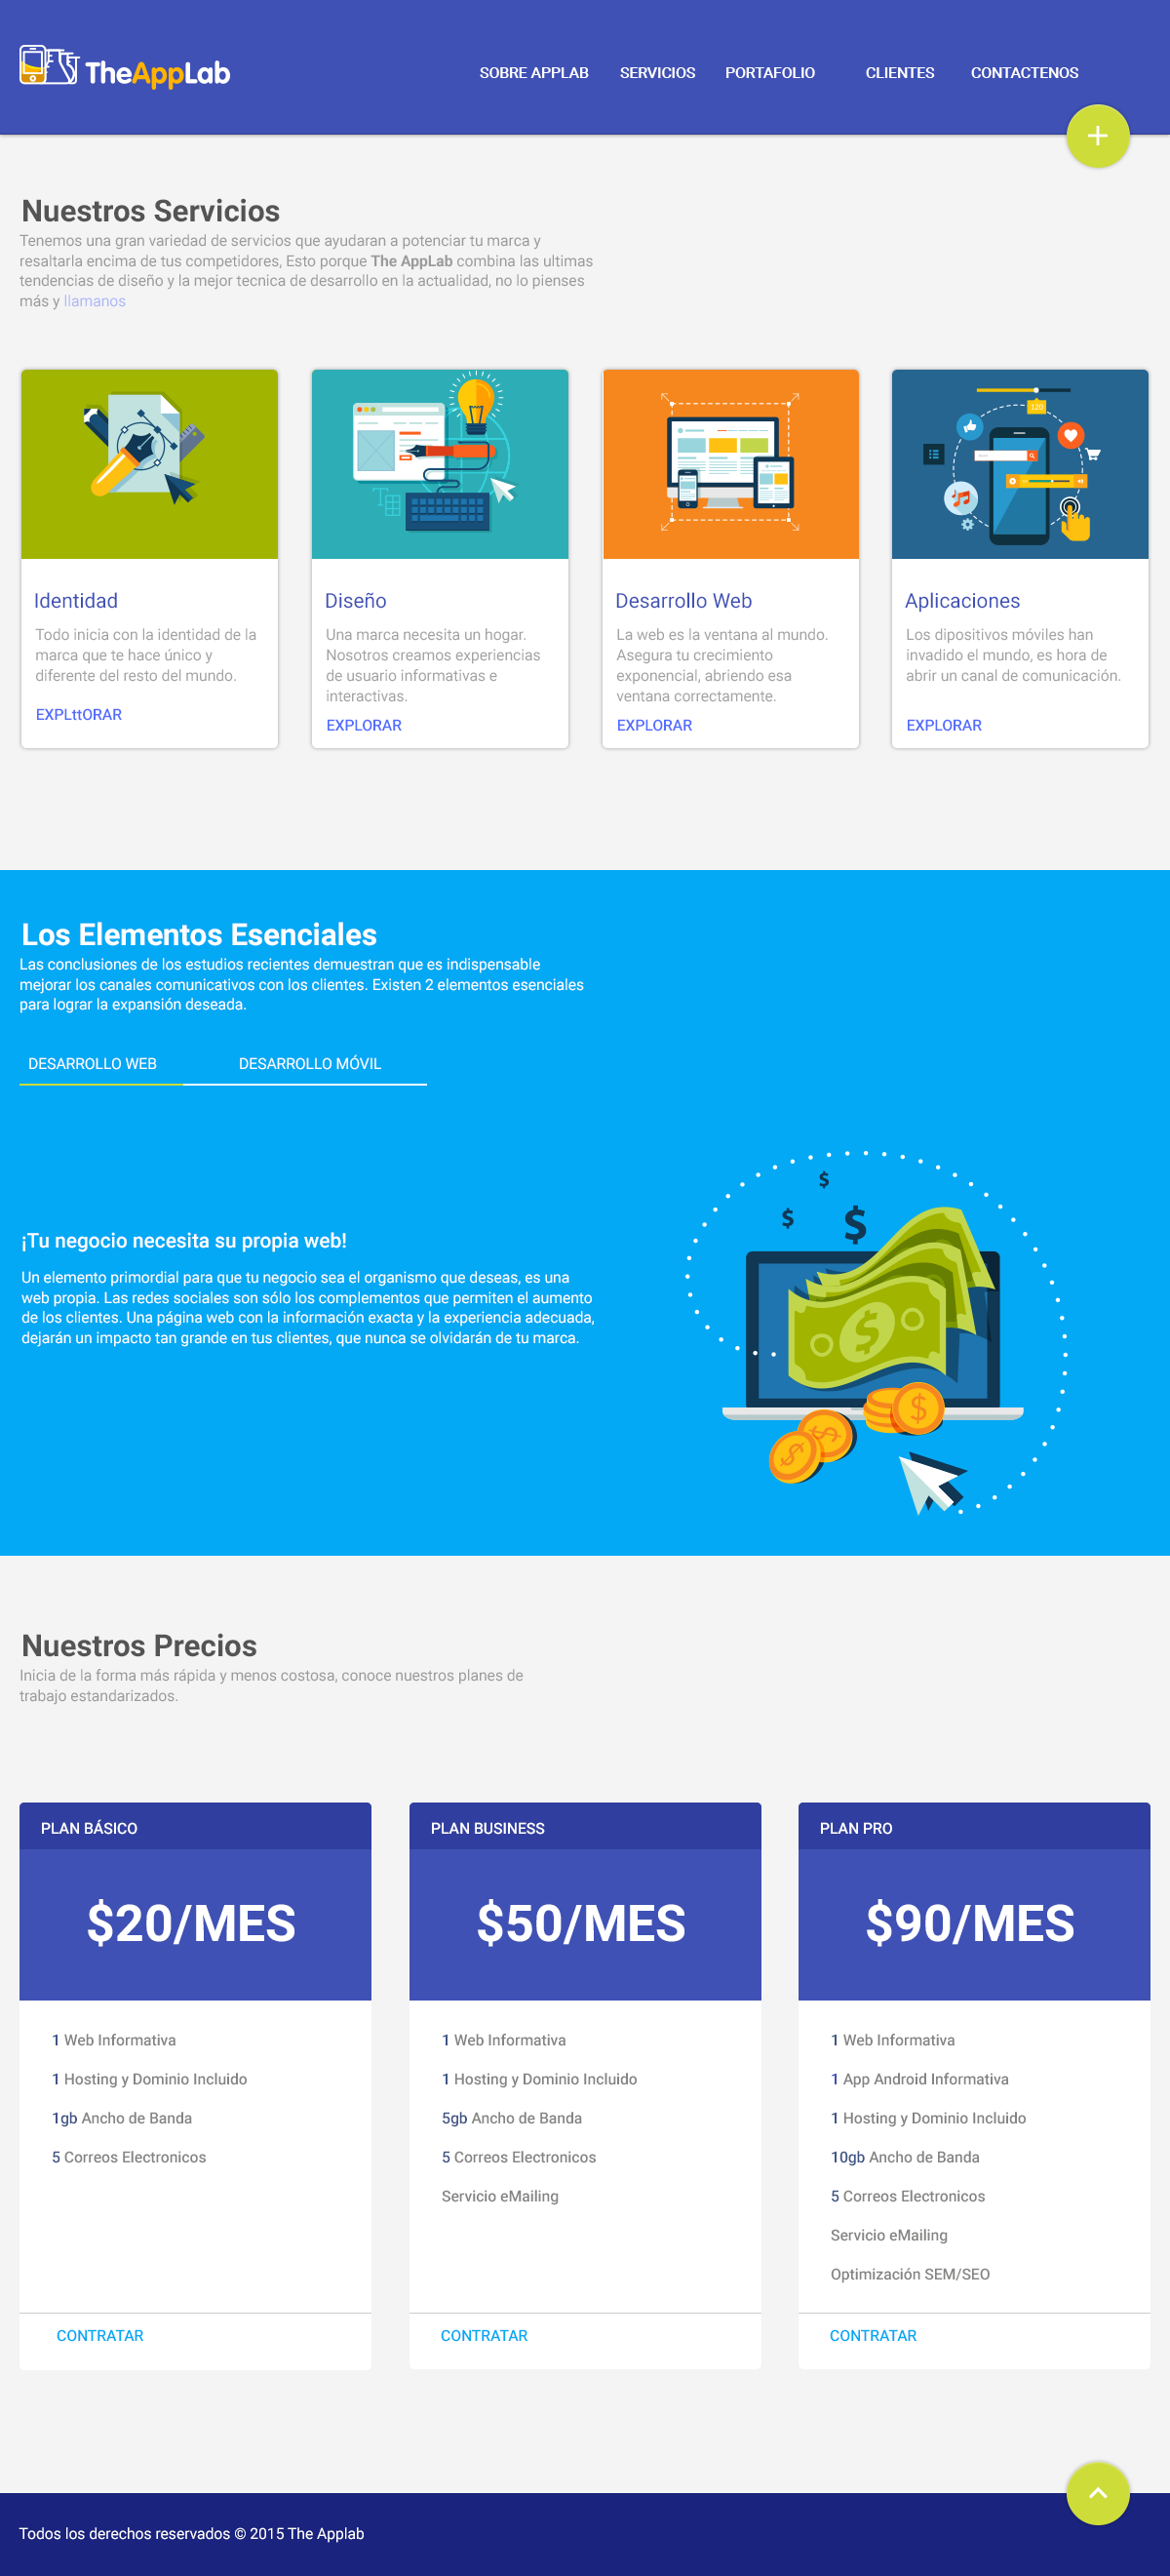 TheAppLab
SOBRE APPLAB SERVICIOS PORTAFOLIO CLIENTES CONTACTENOS
+
Nuestros Servicios
Tenemos una gran variedad de servicios que ayudaran a potenciar tu marca y
resaltarla encima de tus competidores, Esto porque The AppLab combina las ultimas
tendencias de diseño y la mejor tecnica de desarrollo en la actualidad, no lo pienses
más y llamanos
120
Identidad
Todo inicia con la identidad de la
marca que te hace único y
diferente del resto del mundo.
EXPLttORAR
Diseño
Una marca necesita un hogar.
Nosotros creamos experiencias
de usuario informativas e
interactivas.
EXPLORAR
Desarrollo Web
La web es la ventana al mundo.
Asegura tu crecimiento
exponencial, abriendo esa
ventana correctamente.
EXPLORAR
Aplicaciones
Los dipositivos móviles han
invadido el mundo, es hora de
abrir un canal de comunicación.
EXPLORAR
Los Elementos Esenciales
Las conclusiones de los estudios recientes demuestran que es indispensable
mejorar los canales comunicativos con los clientes. Existen 2 elementos esenciales
para lograr la expansión deseada.
DESARROLLO WEB DESARROLLO MÓVIL
$
$ $
¡Tu negocio necesita su propia web!
Un elemento primordial para que tu negocio sea el organismo que deseas, es una
web propia. Las redes sociales son sólo los complementos que permiten el aumento
de los clientes. Una página web con la información exacta y la experiencia adecuada,
dejarán un impacto tan grande en tus clientes, que nunca se olvidarán de tu marca.
$
$
$
$
Nuestros Precios
Inicia de la forma más rápida y menos costosa, conoce nuestros planes de
trabajo estandarizados.
PLAN BÁSICO
$20/MES
1 Web Informativa
1 Hosting y Dominio Incluido
1gb Ancho de Banda
5 Correos Electronicos
CONTRATAR
PLAN BUSINESS
$50/MES
1 Web Informativa
1 Hosting y Dominio Incluido
5gb Ancho de Banda
5 Correos Electronicos
Servicio eMailing
CONTRATAR
PLAN PRO
$90/MES
1 Web Informativa
1 App Android Informativa
1 Hosting y Dominio Incluido
10gb Ancho de Banda
5 Correos Electronicos
Servicio eMailing
Optimización SEM/SEO
CONTRATAR
Todos los derechos reservados © 2015 The Applab